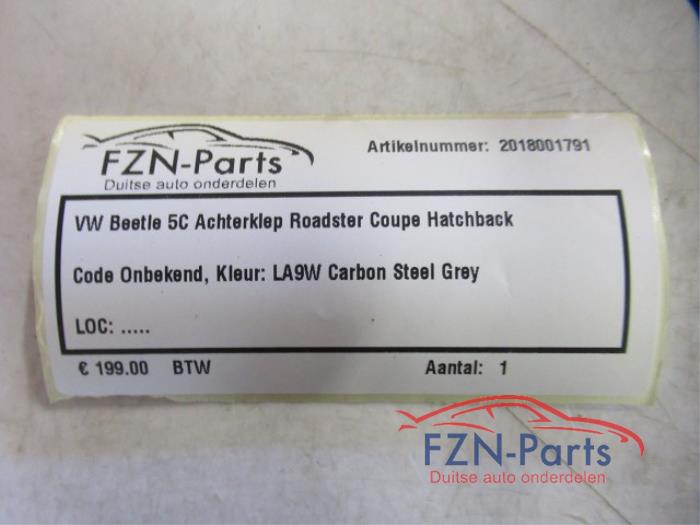 FZN-Parts
Duitse auto onderdelen
Artikelnummer: 2018001791
VW Beetle 5C Achterklep Roadster Coupe Hatchback
Code Onbekend, Kleur: LA9W Carbon Steel Grey
LOC: .....
€ 199.00 BTW Aantal: 1
FZN-Parts
Duitse auto onderdelen